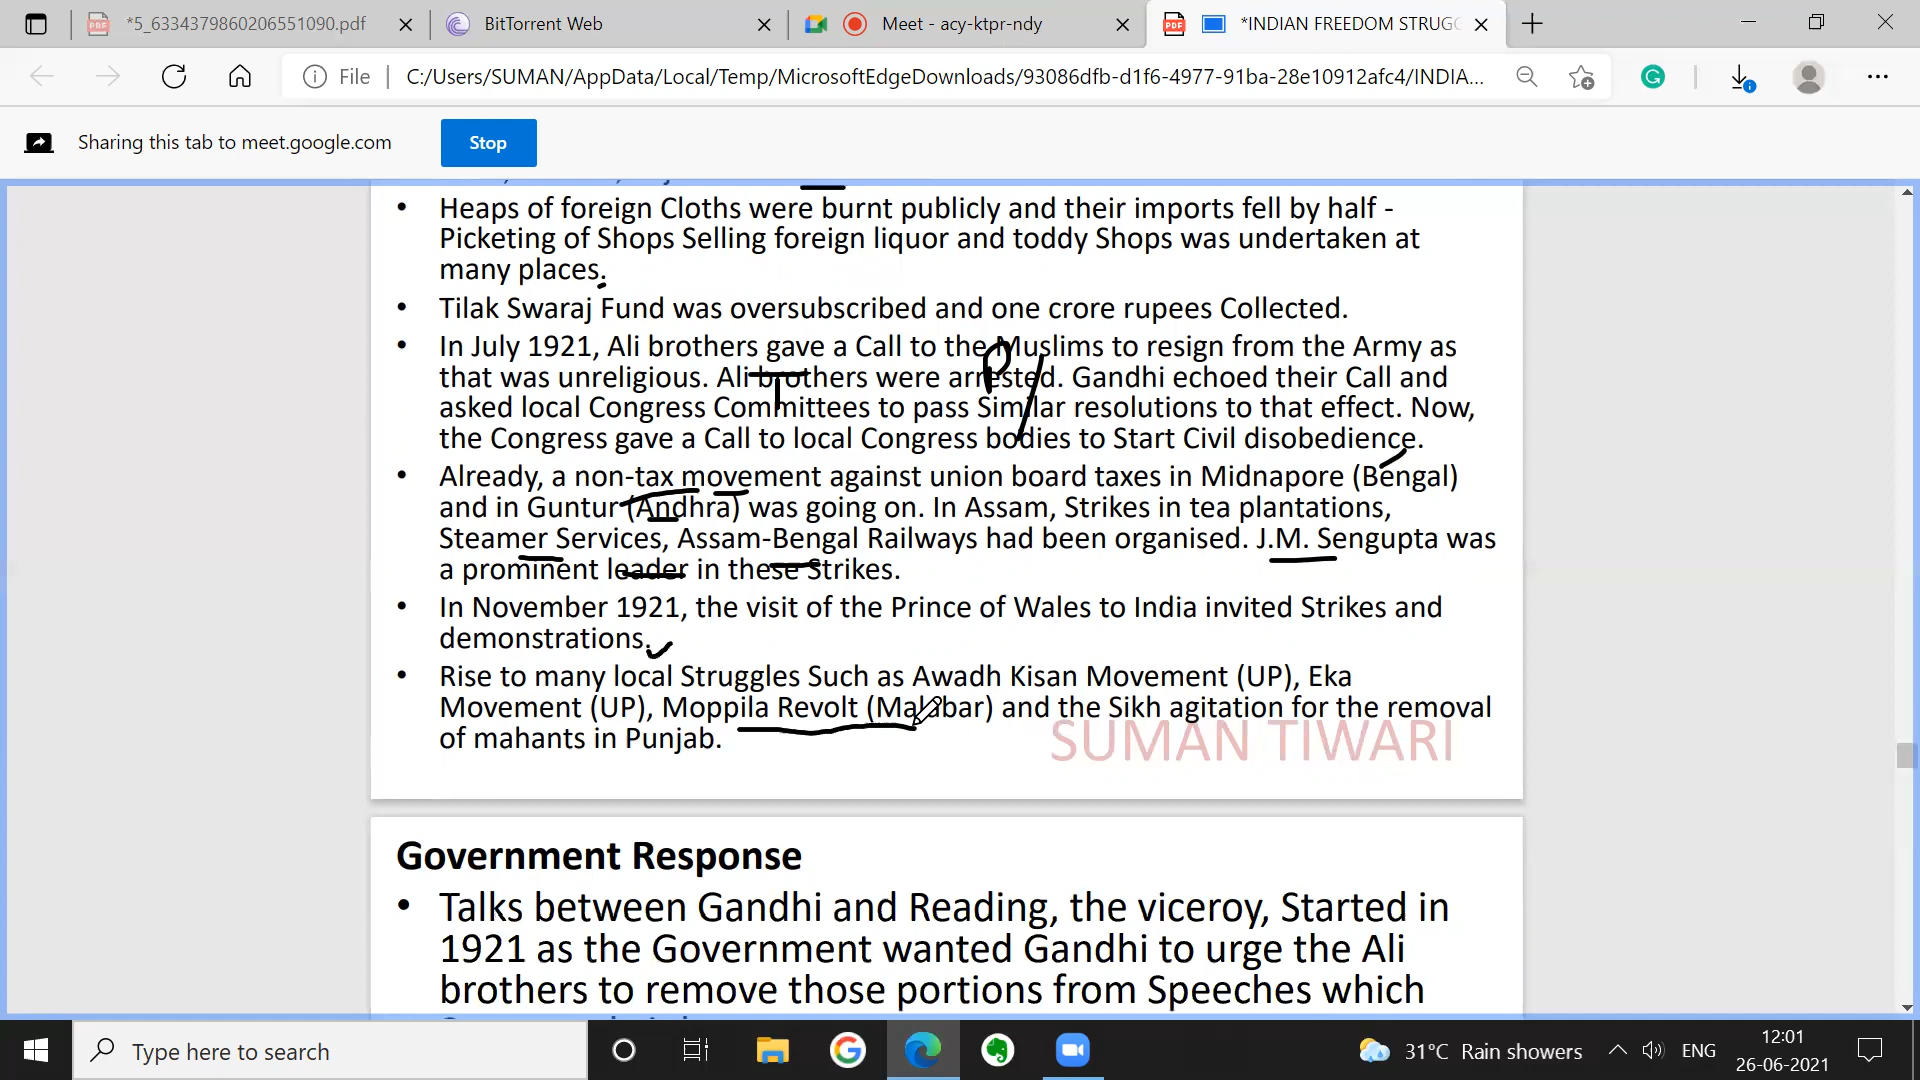 *5_6334379860206551090.pdf
BitTorrent Web
Meet - acy-ktpr-ndy
*INDIAN FREEDOM STRUGG
File
C:/Users/SUMAN/AppData/Local/Temp/MicrosoftEdgeDownloads/93086dfb-d1f6-4977-91ba-28e10912afc4/INDIA...
Sharing this tab to meet.google.com
Stop
• Heaps of foreign Cloths were burnt publicly and their imports fell by half -
Picketing of Shops Selling foreign liquor and toddy Shops was undertaken at
many places.
• Tilak Swaraj Fund was oversubscribed and one crore rupees Collected.
• In July 1921, Ali brothers gave a Call to the Muslims to resign from the Army as
that was unreligious. Ali brothers were arrested. Gandhi echoed their Call and
asked local Congress Committees to pass Similar resolutions to that effect. Now,
the Congress gave a Call to local Congress bodies to Start Civil disobedience.
• Already, a non-tax movement against union board taxes in Midnapore (Bengal)
and in Guntur (Andhra) was going on. In Assam, Strikes in tea plantations,
Steamer Services, Assam-Bengal Railways had been organised. J.M. Sengupta was
a prominent leader in these Strikes.
• In November 1921, the visit of the Prince of Wales to India invited Strikes and
demonstrations.
• Rise to many local Struggles Such as Awadh Kisan Movement (UP), Eka
Movement (UP), Moppila Revolt (Malabar) and the Sikh agitation for the removal
of mahants in Punjab.
SUMAN TIWARI
Government Response
• Talks between Gandhi and Reading, the viceroy, Started in
1921 as the Government wanted Gandhi to urge the Ali
brothers to remove those portions from Speeches which
Type here to search
31°C Rain showers
ENG
12:01
26-06-2021